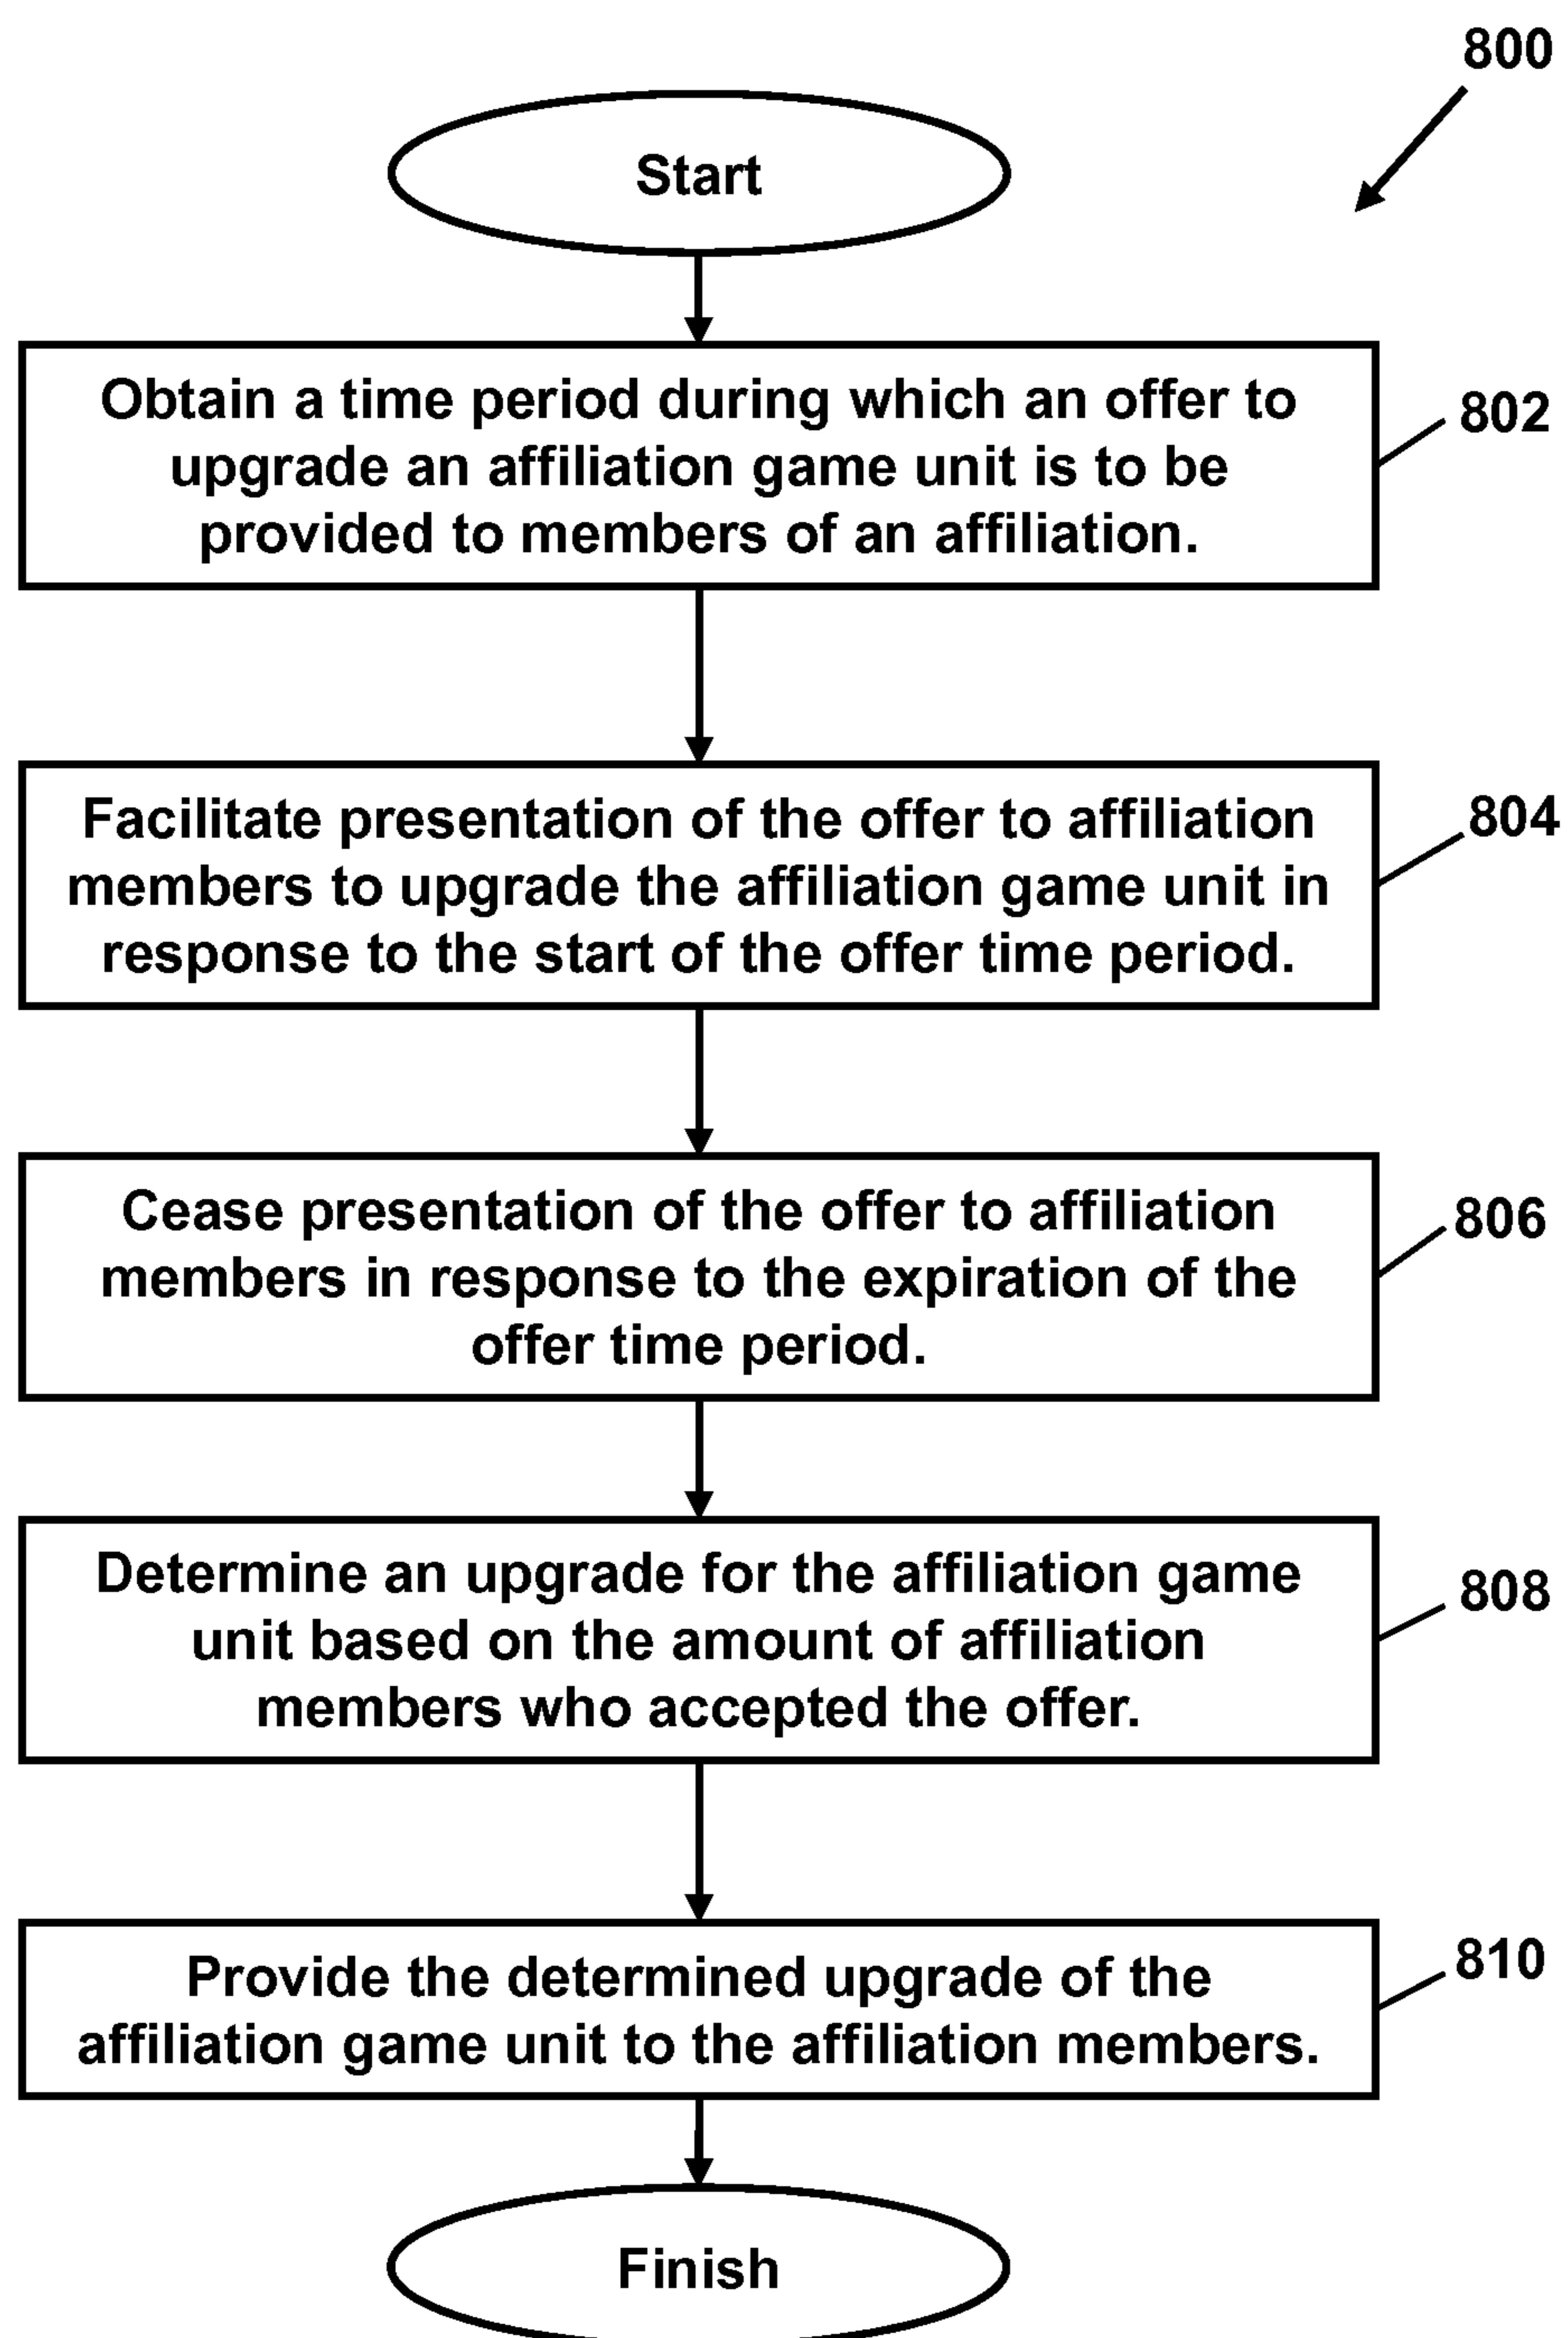 800
Start
Obtain a time period during which an offer to
upgrade an affiliation game unit is to be
provided to members of an affiliation.
802
Facilitate presentation of the offer to affiliation
members to upgrade the affiliation game unit in
response to the start of the offer time period.
804
Cease presentation of the offer to affiliation
members in response to the expiration of the
offer time period.
806
Determine an upgrade for the affiliation game
unit based on the amount of affiliation
members who accepted the offer.
808
Provide the determined upgrade of the
affiliation game unit to the affiliation members.
810
Finish